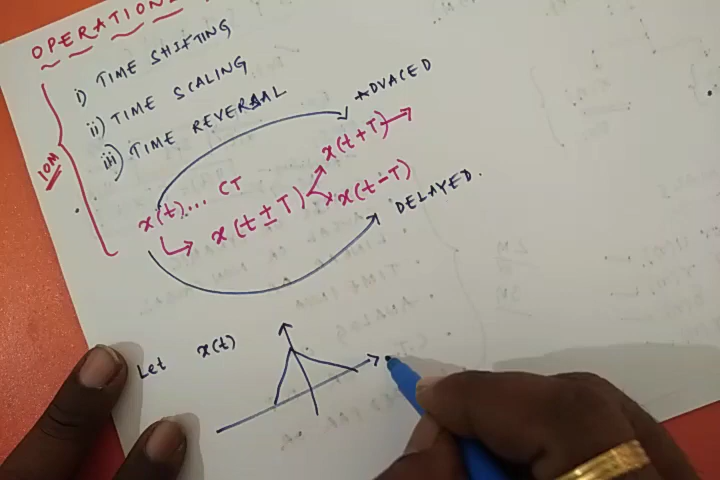 OPERATION
i) TIME SHIFTING
ii) TIME SCALING
iii) TIME REVERSAL
10M
x(t)... CT
x(t ± T)
x(t+T)
ADVACED
x(t-T)
DELAYED.
Let x(t)